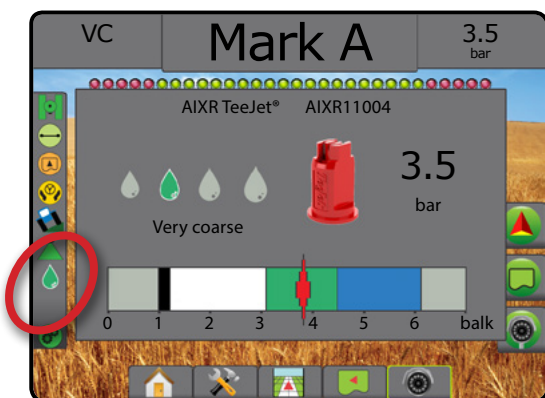 VC
Mark A
3.5
bar
AIXR TeeJet® AIXR11004
3.5
bar
Very coarse
0 1 2 3 4 5 6 balk